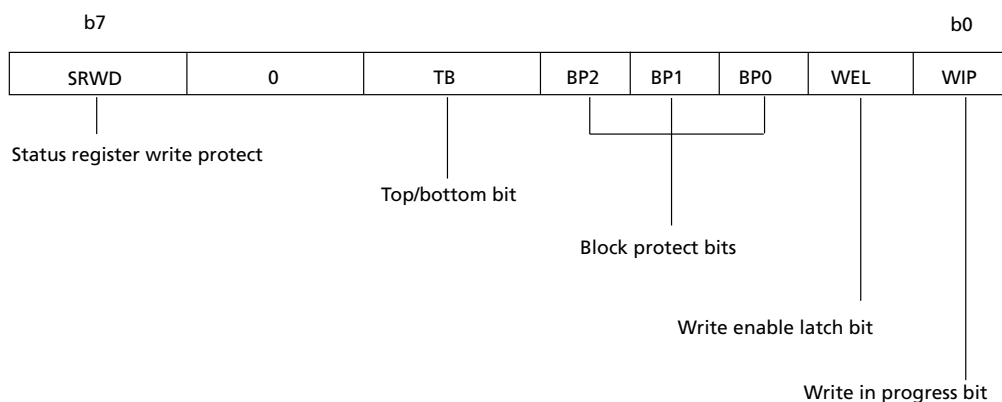 b7 b0
SRWD 0 TB BP2 BP1 BP0 WEL WIP
Status register write protect
Top/bottom bit
Block protect bits
Write enable latch bit
Write in progress bit